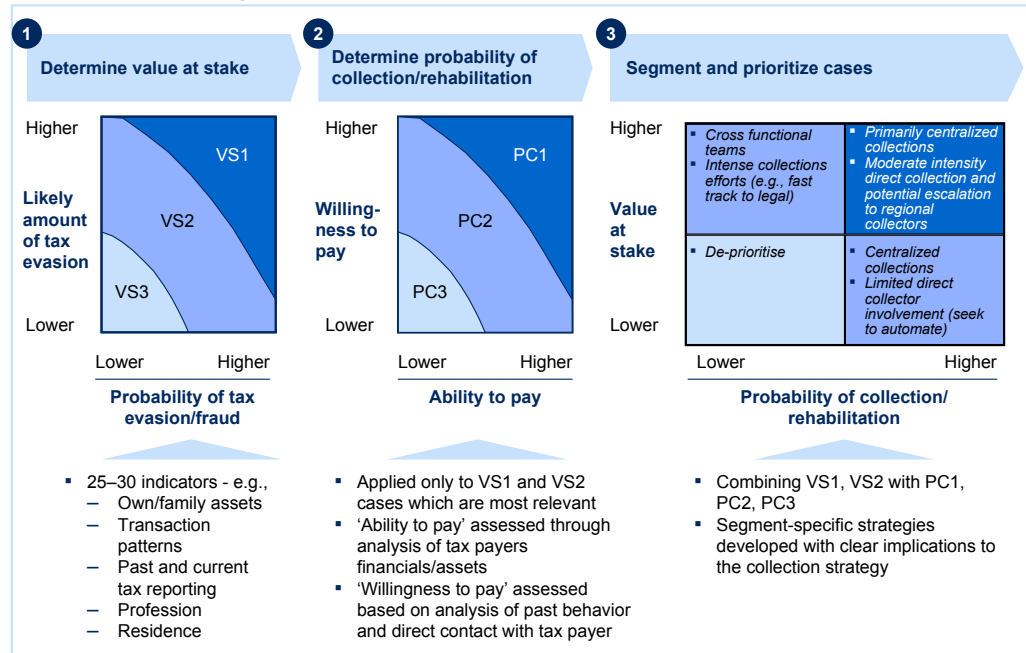 1
Determine value at stake
2
Determine probability of
collection/rehabilitation
3
Segment and prioritize cases
Higher
Likely
amount
of tax
evasion
Lower
VS1
VS2
VS3
Lower
Higher
Probability of tax
evasion/fraud
▪ 25–30 indicators - e.g.,
– Own/family assets
– Transaction
patterns
– Past and current
tax reporting
– Profession
– Residence
Higher
Willing-
ness to
pay
Lower
PC1
PC2
PC3
Lower
Higher
Ability to pay
▪ Applied only to VS1 and VS2
cases which are most relevant
▪ ‘Ability to pay’ assessed through
analysis of tax payers
financials/assets
▪ ‘Willingness to pay’ assessed
based on analysis of past behavior
and direct contact with tax payer
Higher
Value
at
stake
Lower
▪ Cross functional
teams
▪ Intense collections
efforts (e.g., fast
track to legal)
▪ Primarily centralized
collections
▪ Moderate intensity
direct collection and
potential escalation
to regional
collectors
▪ De-prioritise
▪ Centralized
collections
▪ Limited direct
collector
involvement (seek
to automate)
Lower
Higher
Probability of collection/
rehabilitation
▪ Combining VS1, VS2 with PC1,
PC2, PC3
▪ Segment-specific strategies
developed with clear implications to
the collection strategy